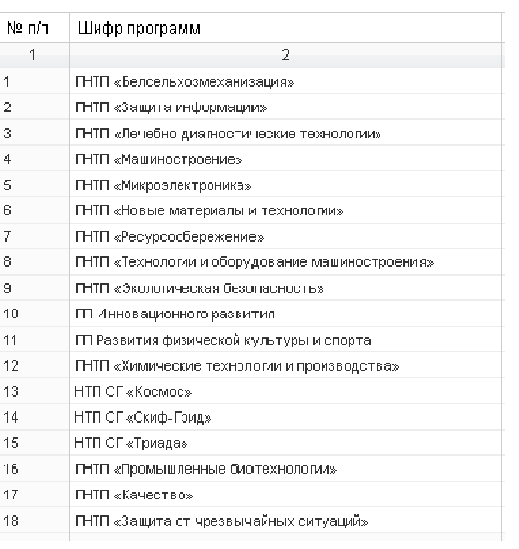 № п/п Шифр программ
1 2
1 ГНТП «Белсельхозмеханизация»
2 ГНТП «Защита информации»
3 ГНТП «Лечебно диагностические технологии»
4 ГНТП «Машиностроение»
5 ГНТП «Микроэлектроника»
6 ГНТП «Новые материалы и технологии»
7 ГНТП «Ресурсосбережение»
8 ГНТП «Технологии и оборудование машиностроения»
9 ГНТП «Экологическая безопасность»
10 ГП Инновационного развития
11 ГП Развития физической культуры и спорта
12 ГНТП «Химические технологии и производства»
13 НТП СГ «Космос»
14 НТП СГ «Скиф-Грид»
15 НТП СГ «Триада»
16 ГНТП «Промышленные биотехнологии»
17 ГНТП «Качество»
18 ГНТП «Защита от чрезвычайных ситуаций»